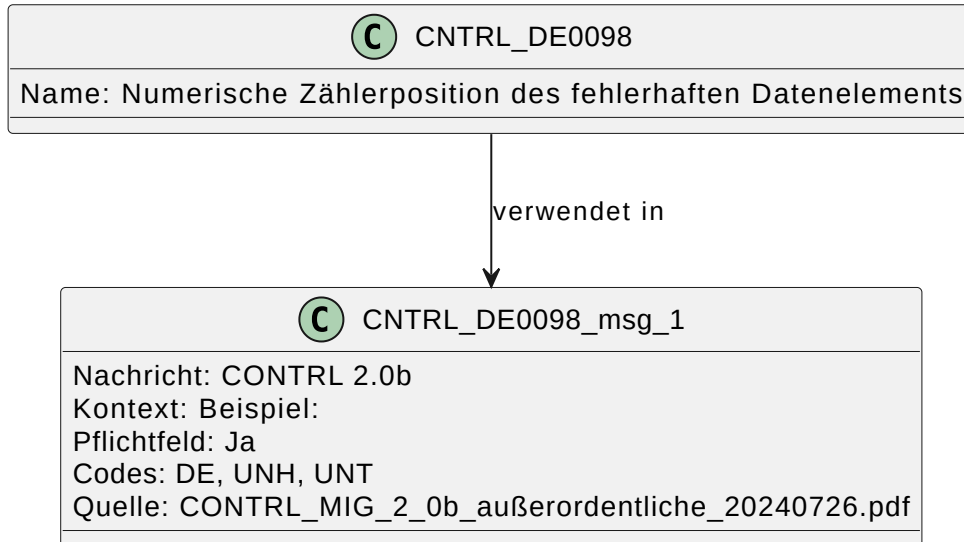 C CNTRL_DE0098
Name: Numerische Zählerposition des fehlerhaften Datenelements
verwendet in
C CNTRL_DE0098_msg_1
Nachricht: CONTRL 2.0b
Kontext: Beispiel:
Pflichtfeld: Ja
Codes: DE, UNH, UNT
Quelle: CONTRL_MIG_2_0b_außerordentliche_20240726.pdf